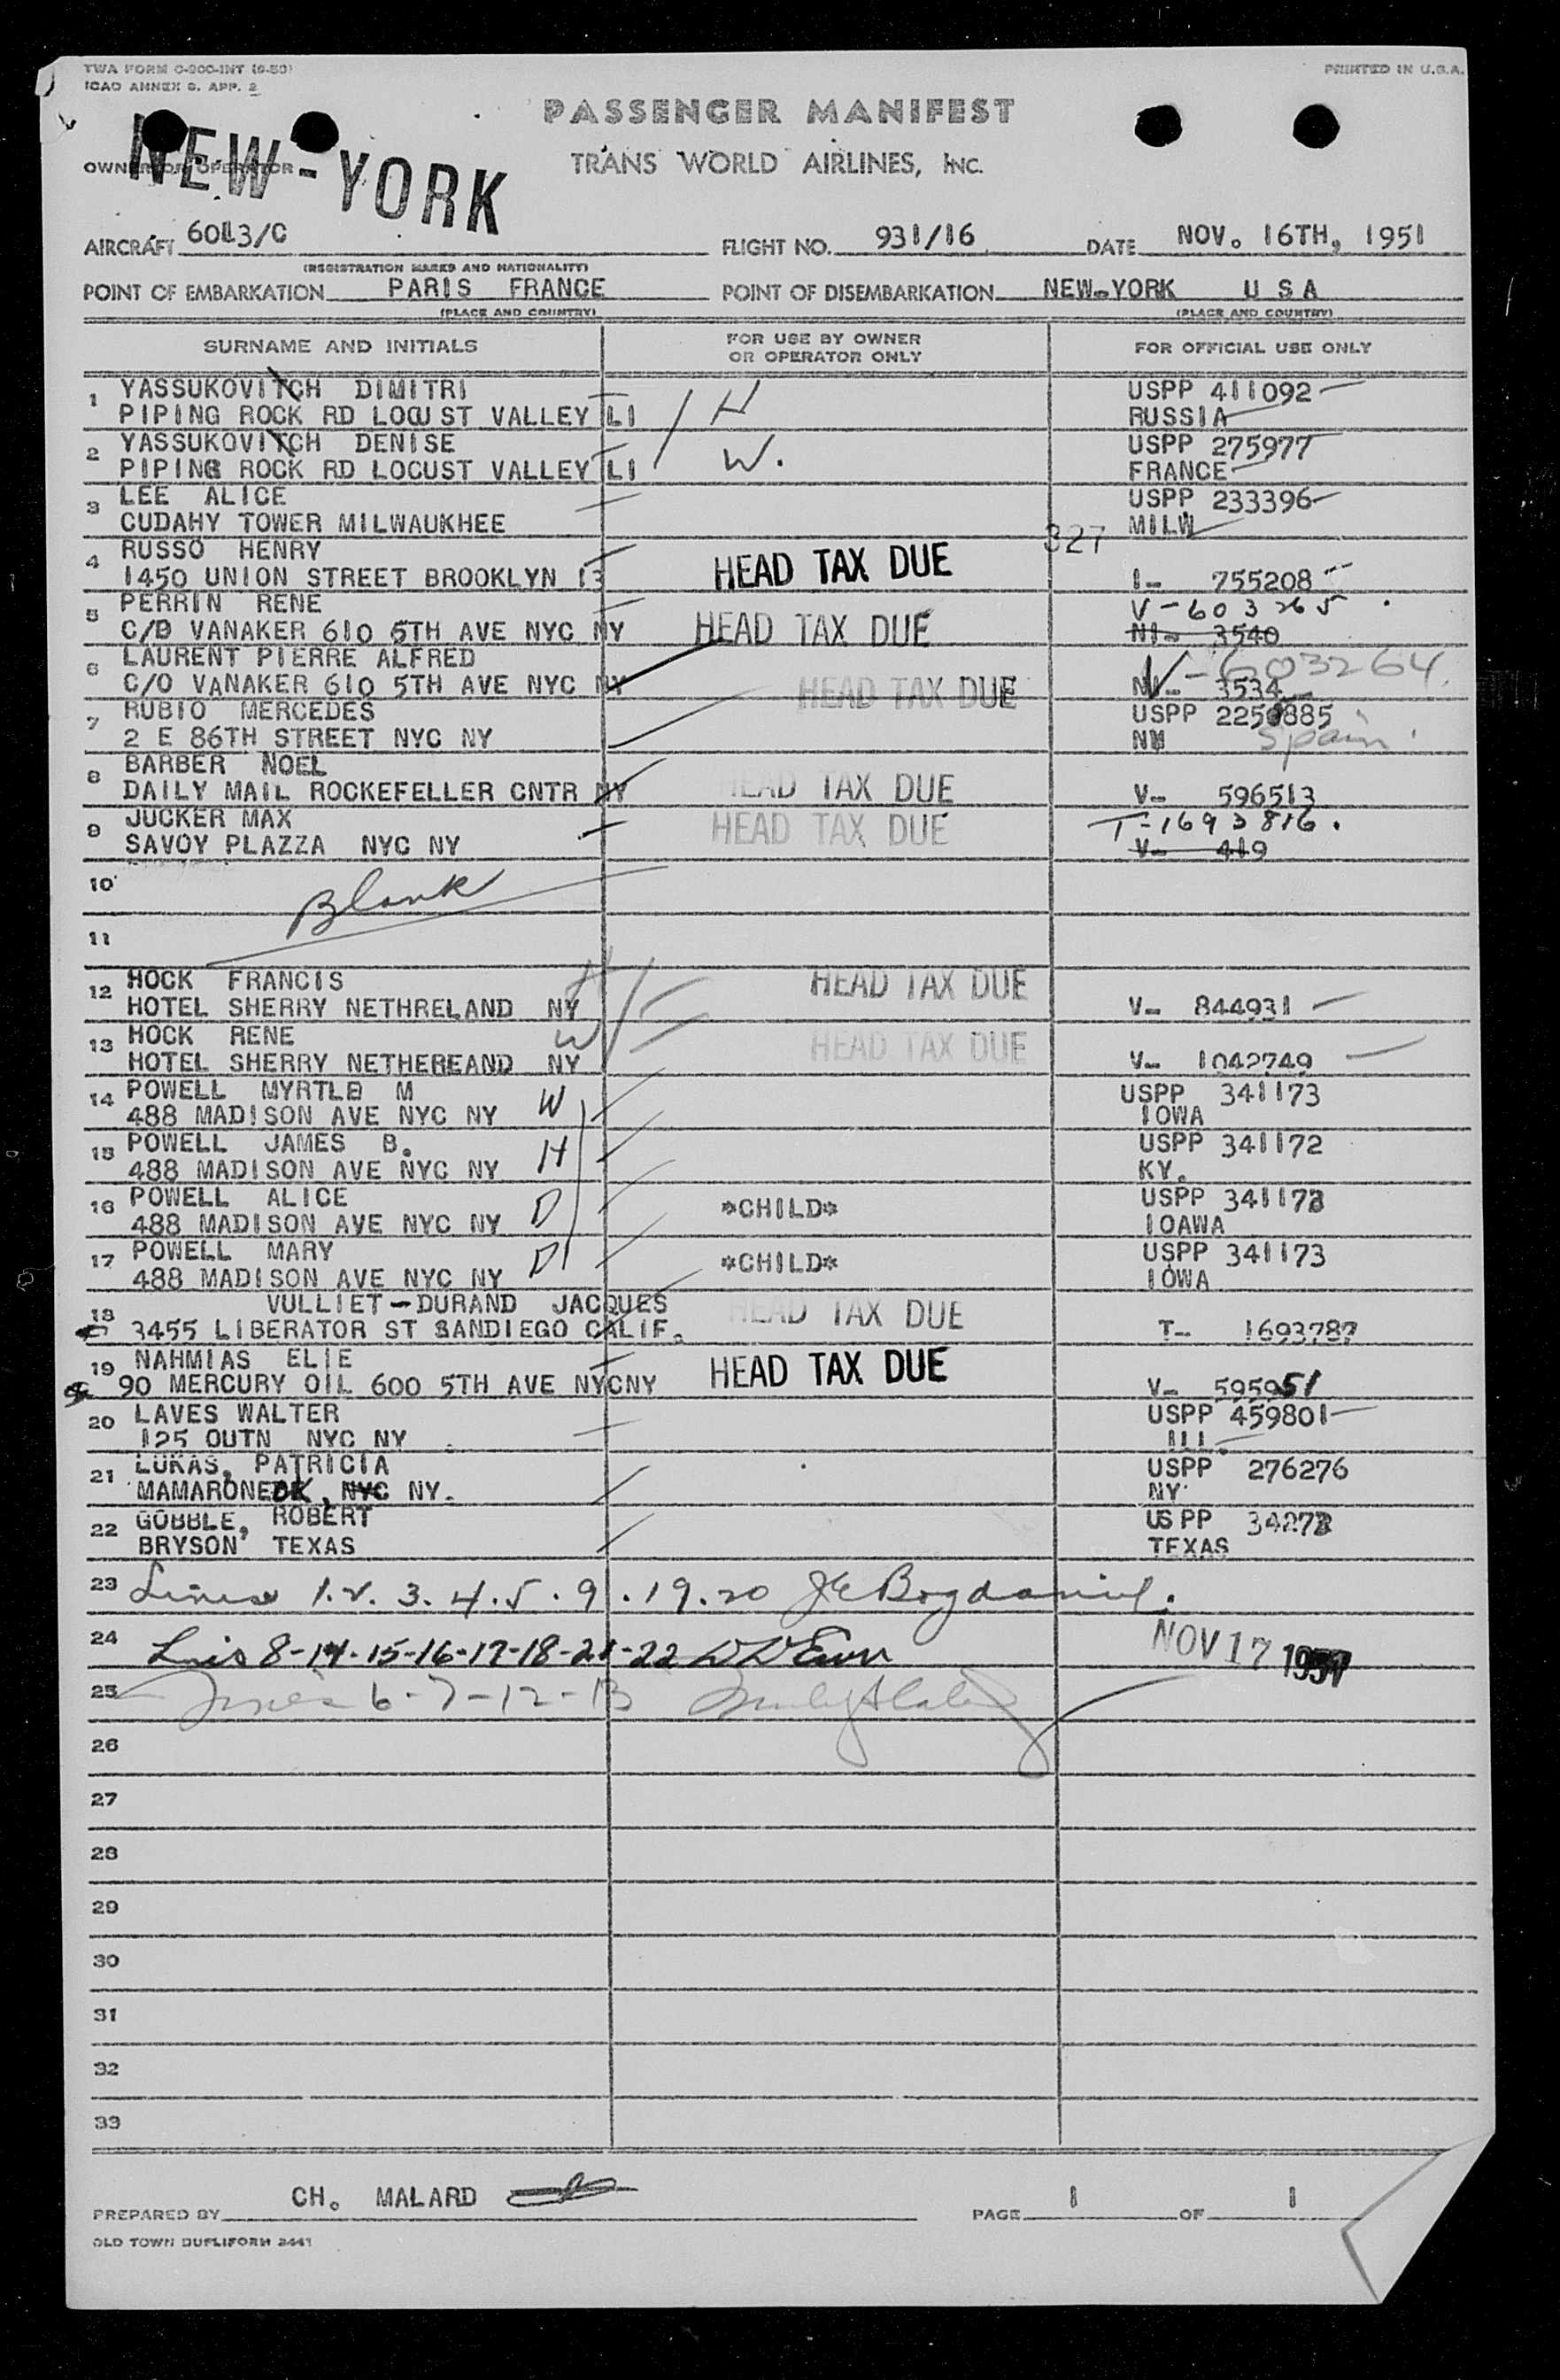 TWA FORM C-200-INT (9-50)
ICAO ANNEX 9. APP. 2
PRINTED IN U.S.A.
PASSENGER MANIFEST
NEW-YORK
OWNER OR OPERATOR TRANS WORLD AIRLINES, INC.
AIRCRAFT 6043/C FLIGHT NO. 931/16 DATE NOV. 16TH, 1951
(REGISTRATION MARKS AND NATIONALITY)
POINT OF EMBARKATION PARIS FRANCE POINT OF DISEMBARKATION NEW-YORK U S A
(PLACE AND COUNTRY) (PLACE AND COUNTRY)
SURNAME AND INITIALS FOR USE BY OWNER OR OPERATOR ONLY FOR OFFICIAL USE ONLY
1 YASSUKOVITCH DIMITRI H USPP 411092
PIPING ROCK RD LOCUST VALLEY LI RUSSIA
2 YASSUKOVITCH DENISE W. USPP 275977
PIPING ROCK RD LOCUST VALLEY LI FRANCE
3 LEE ALICE USPP 233396
CUDAHY TOWER MILWAUKHEE MILW
4 RUSSO HENRY HEAD TAX DUE 327
1450 UNION STREET BROOKLYN 13 I- 755208
5 PERRIN RENE HEAD TAX DUE V-603265
C/O VANAKER 610 5TH AVE NYC NY NI- 3540
6 LAURENT PIERRE ALFRED V-603264
C/O VANAKER 610 5TH AVE NYC NY HEAD TAX DUE NI- 3534
7 RUBIO MERCEDES USPP 2250885
2 E 86TH STREET NYC NY NY Spain
8 BARBER NOEL HEAD TAX DUE
DAILY MAIL ROCKEFELLER CNTR NY V- 596513
9 JUCKER MAX HEAD TAX DUE T-1693816.
SAVOY PLAZZA NYC NY V- 419
10 Blank
11
12 HOCK FRANCIS H HEAD TAX DUE
HOTEL SHERRY NETHRELAND NY V- 844931
13 HOCK RENE W HEAD TAX DUE
HOTEL SHERRY NETHEREAND NY V- 1042749
14 POWELL MYRTLE M W USPP 341173
488 MADISON AVE NYC NY IOWA
15 POWELL JAMES B. H USPP 341172
488 MADISON AVE NYC NY KY.
16 POWELL ALICE D *CHILD* USPP 341173
488 MADISON AVE NYC NY IOAWA
17 POWELL MARY D *CHILD* USPP 341173
488 MADISON AVE NYC NY IOWA
18 VULLIET-DURAND JACQUES HEAD TAX DUE
3455 LIBERATOR ST SANDIEGO CALIF. T- 1693787
19 NAHMIAS ELIE HEAD TAX DUE
90 MERCURY OIL 600 5TH AVE NYCNY V- 595951
20 LAVES WALTER USPP 459801
125 OUTN NYC NY ILL.
21 LUKAS, PATRICIA USPP 276276
MAMARONECK, NYC NY. NY
22 GOBBLE, ROBERT USPP 34273
BRYSON TEXAS TEXAS
23 Lines 1.2.3.4.5.9.19.20
24 Lines 8-14-15-16-17-18-21-22 NOV 17 1951
25 Lines 6-7-12-13
26
27
28
29
30
31
32
33
PREPARED BY CH. MALARD PAGE 1 OF 1
OLD TOWN DUPLIFORM 2441